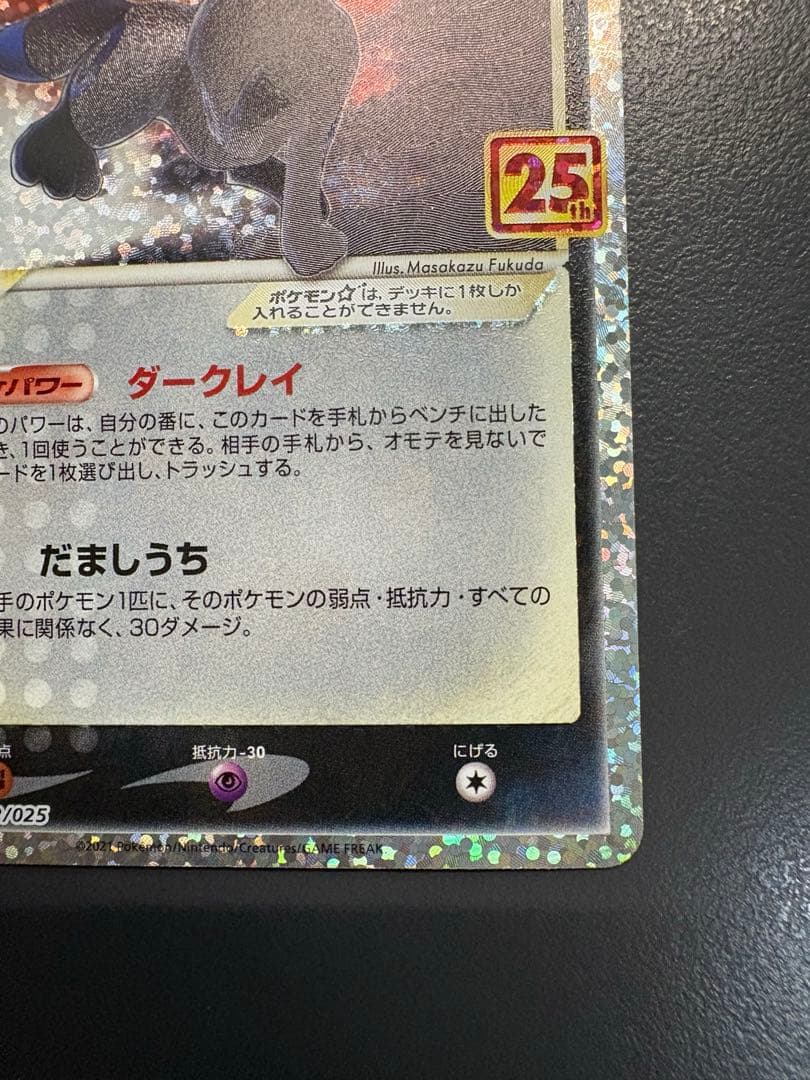 25th
Illus. Masakazu Fukuda
ポケモン☆は、デッキに1枚しか
入れることができません。
パワー ダークレイ
のパワーは、自分の番に、このカードを手札からベンチに出した
き、1回使うことができる。相手の手札から、オモテを見ないで
ードを1枚選び出し、トラッシュする。
だましうち
手のポケモン1匹に、そのポケモンの弱点・抵抗力・すべての
果に関係なく、30ダメージ。
点 抵抗力-30 にげる
/025
©2021 Pokémon/Nintendo/Creatures/GAME FREAK.